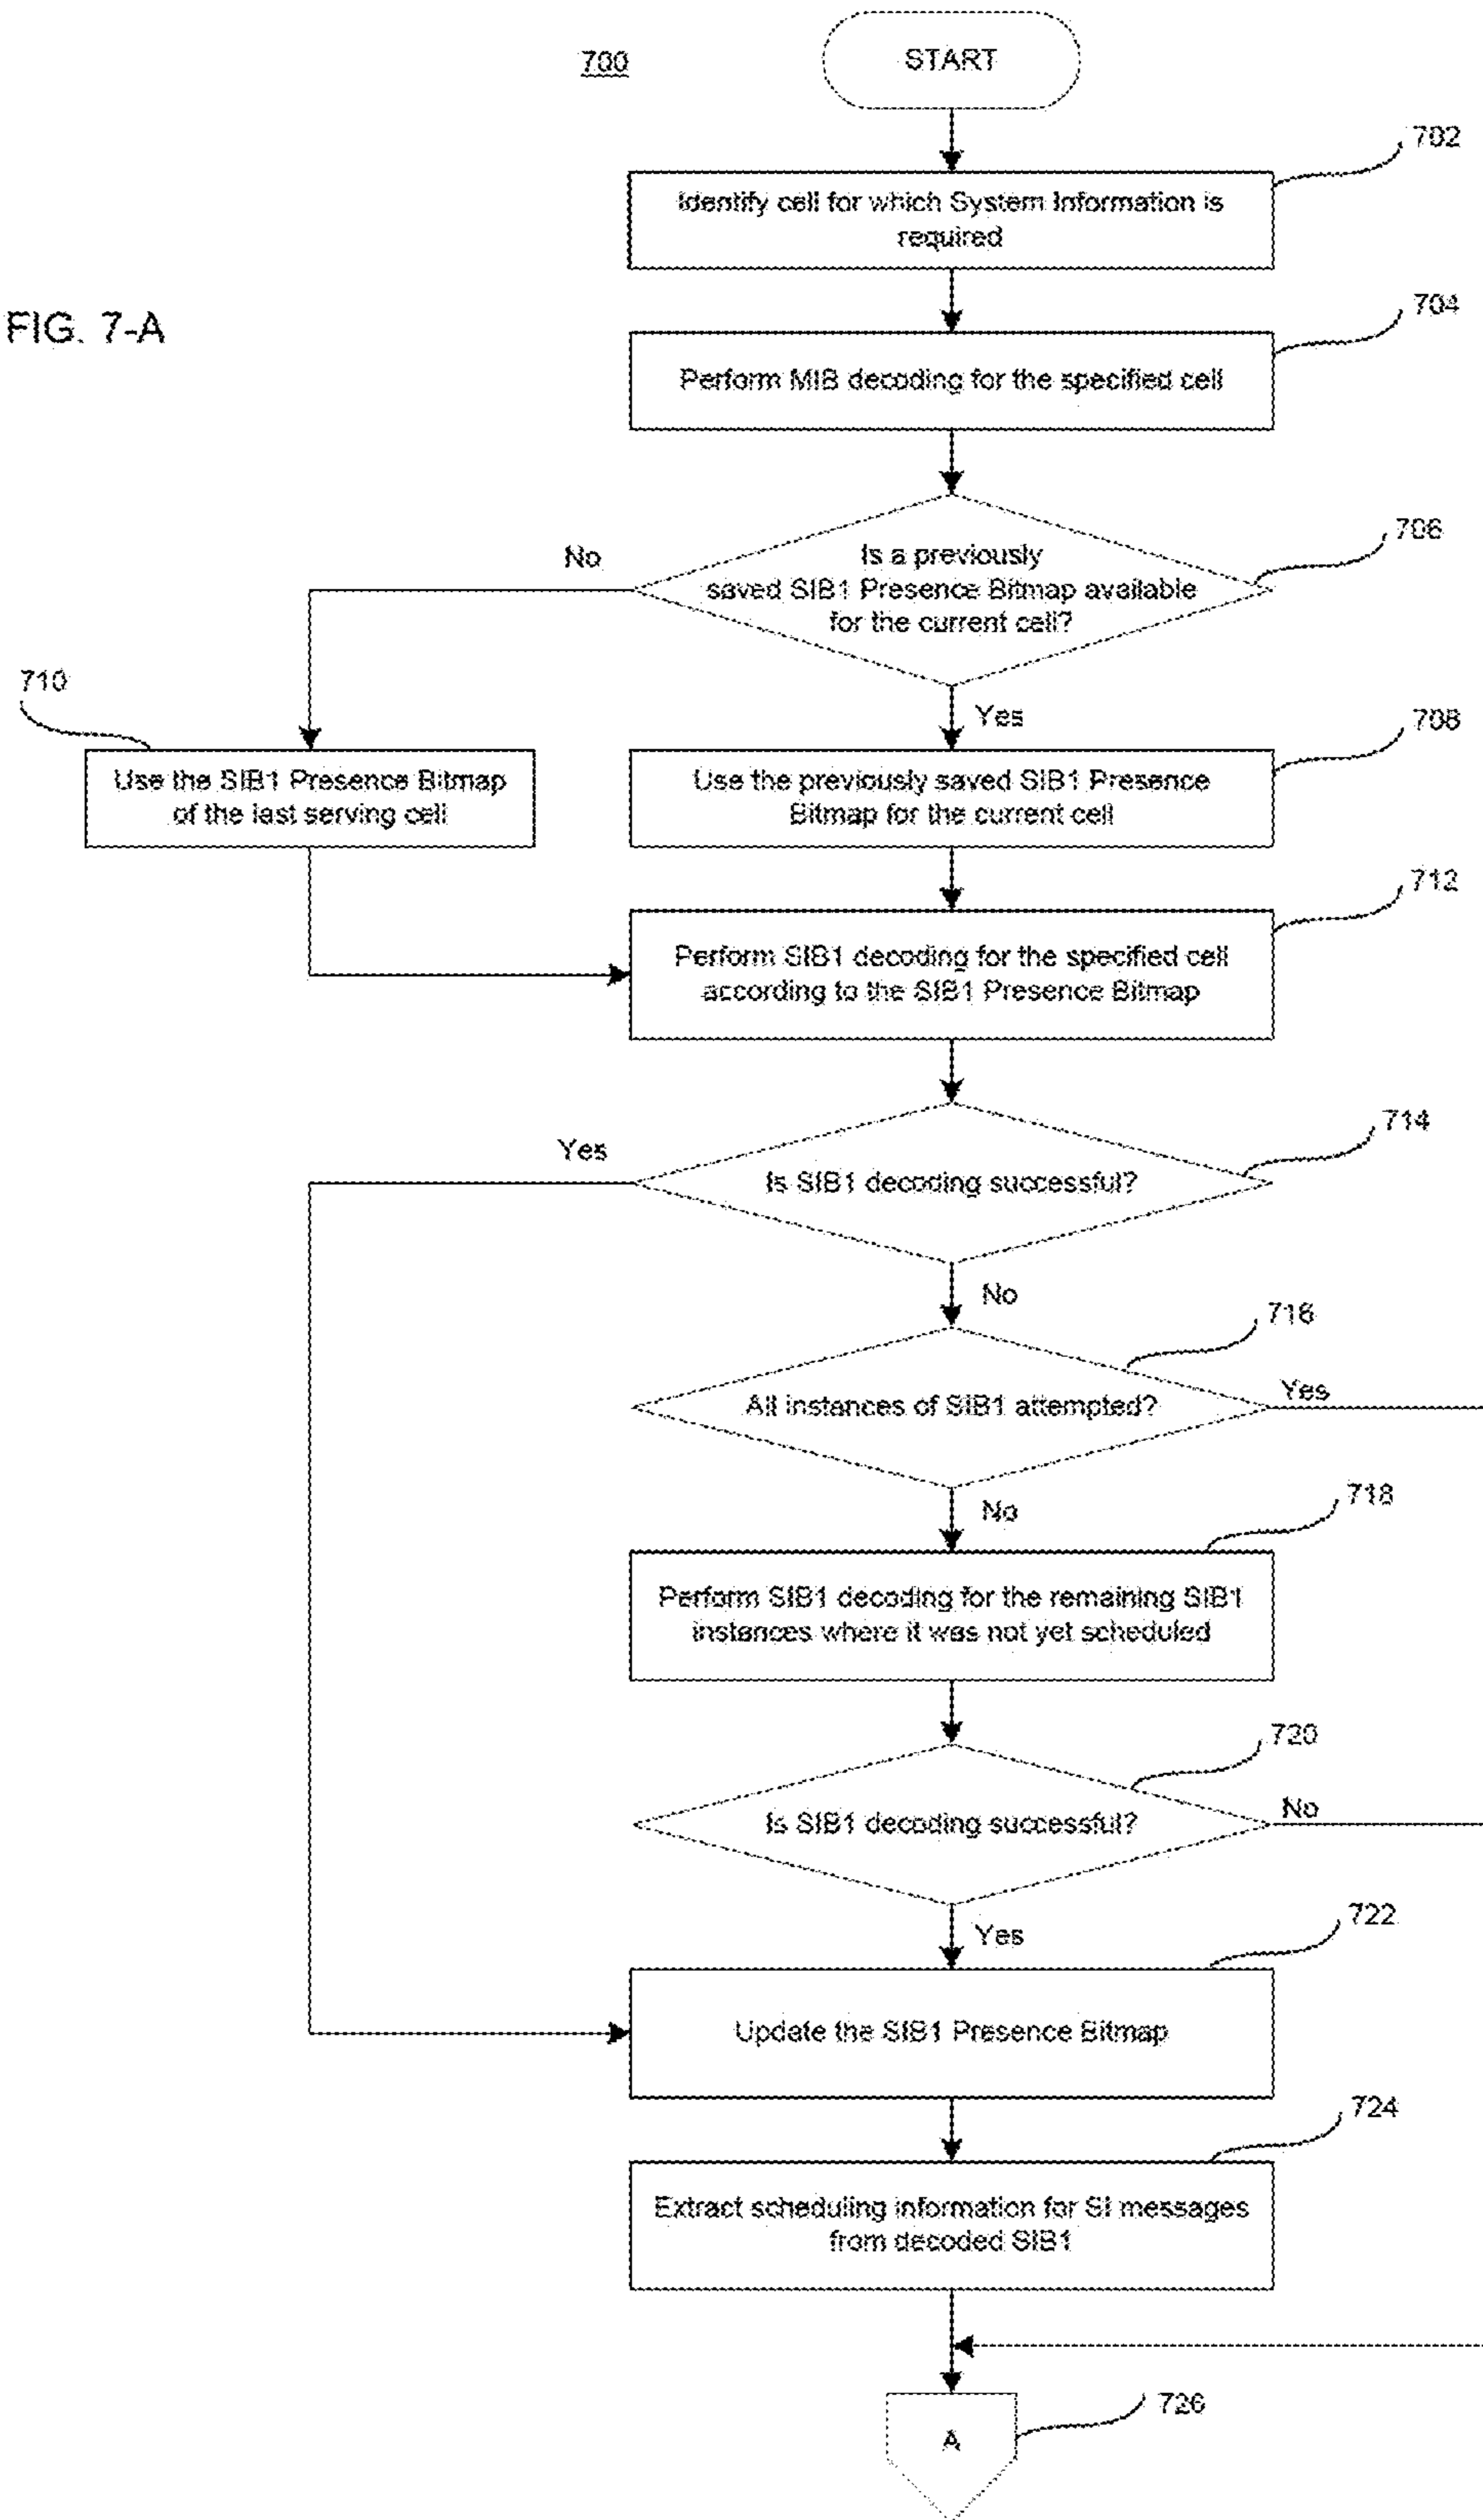 700
START
702
Identify cell for which System Information is
required
FIG. 7-A
704
Perform MIB decoding for the specified cell
706
No
Is a previously
saved SIB1 Presence Bitmap available
for the current cell?
710
Yes
708
Use the SIB1 Presence Bitmap
of the last serving cell
Use the previously saved SIB1 Presence
Bitmap for the current cell
712
Perform SIB1 decoding for the specified cell
according to the SIB1 Presence Bitmap
714
Yes
Is SIB1 decoding successful?
No
716
All instances of SIB1 attempted?
Yes
No
718
Perform SIB1 decoding for the remaining SIB1
instances where it was not yet scheduled
720
Is SIB1 decoding successful?
No
Yes
722
Update the SIB1 Presence Bitmap
724
Extract scheduling information for SI messages
from decoded SIB1
726
A